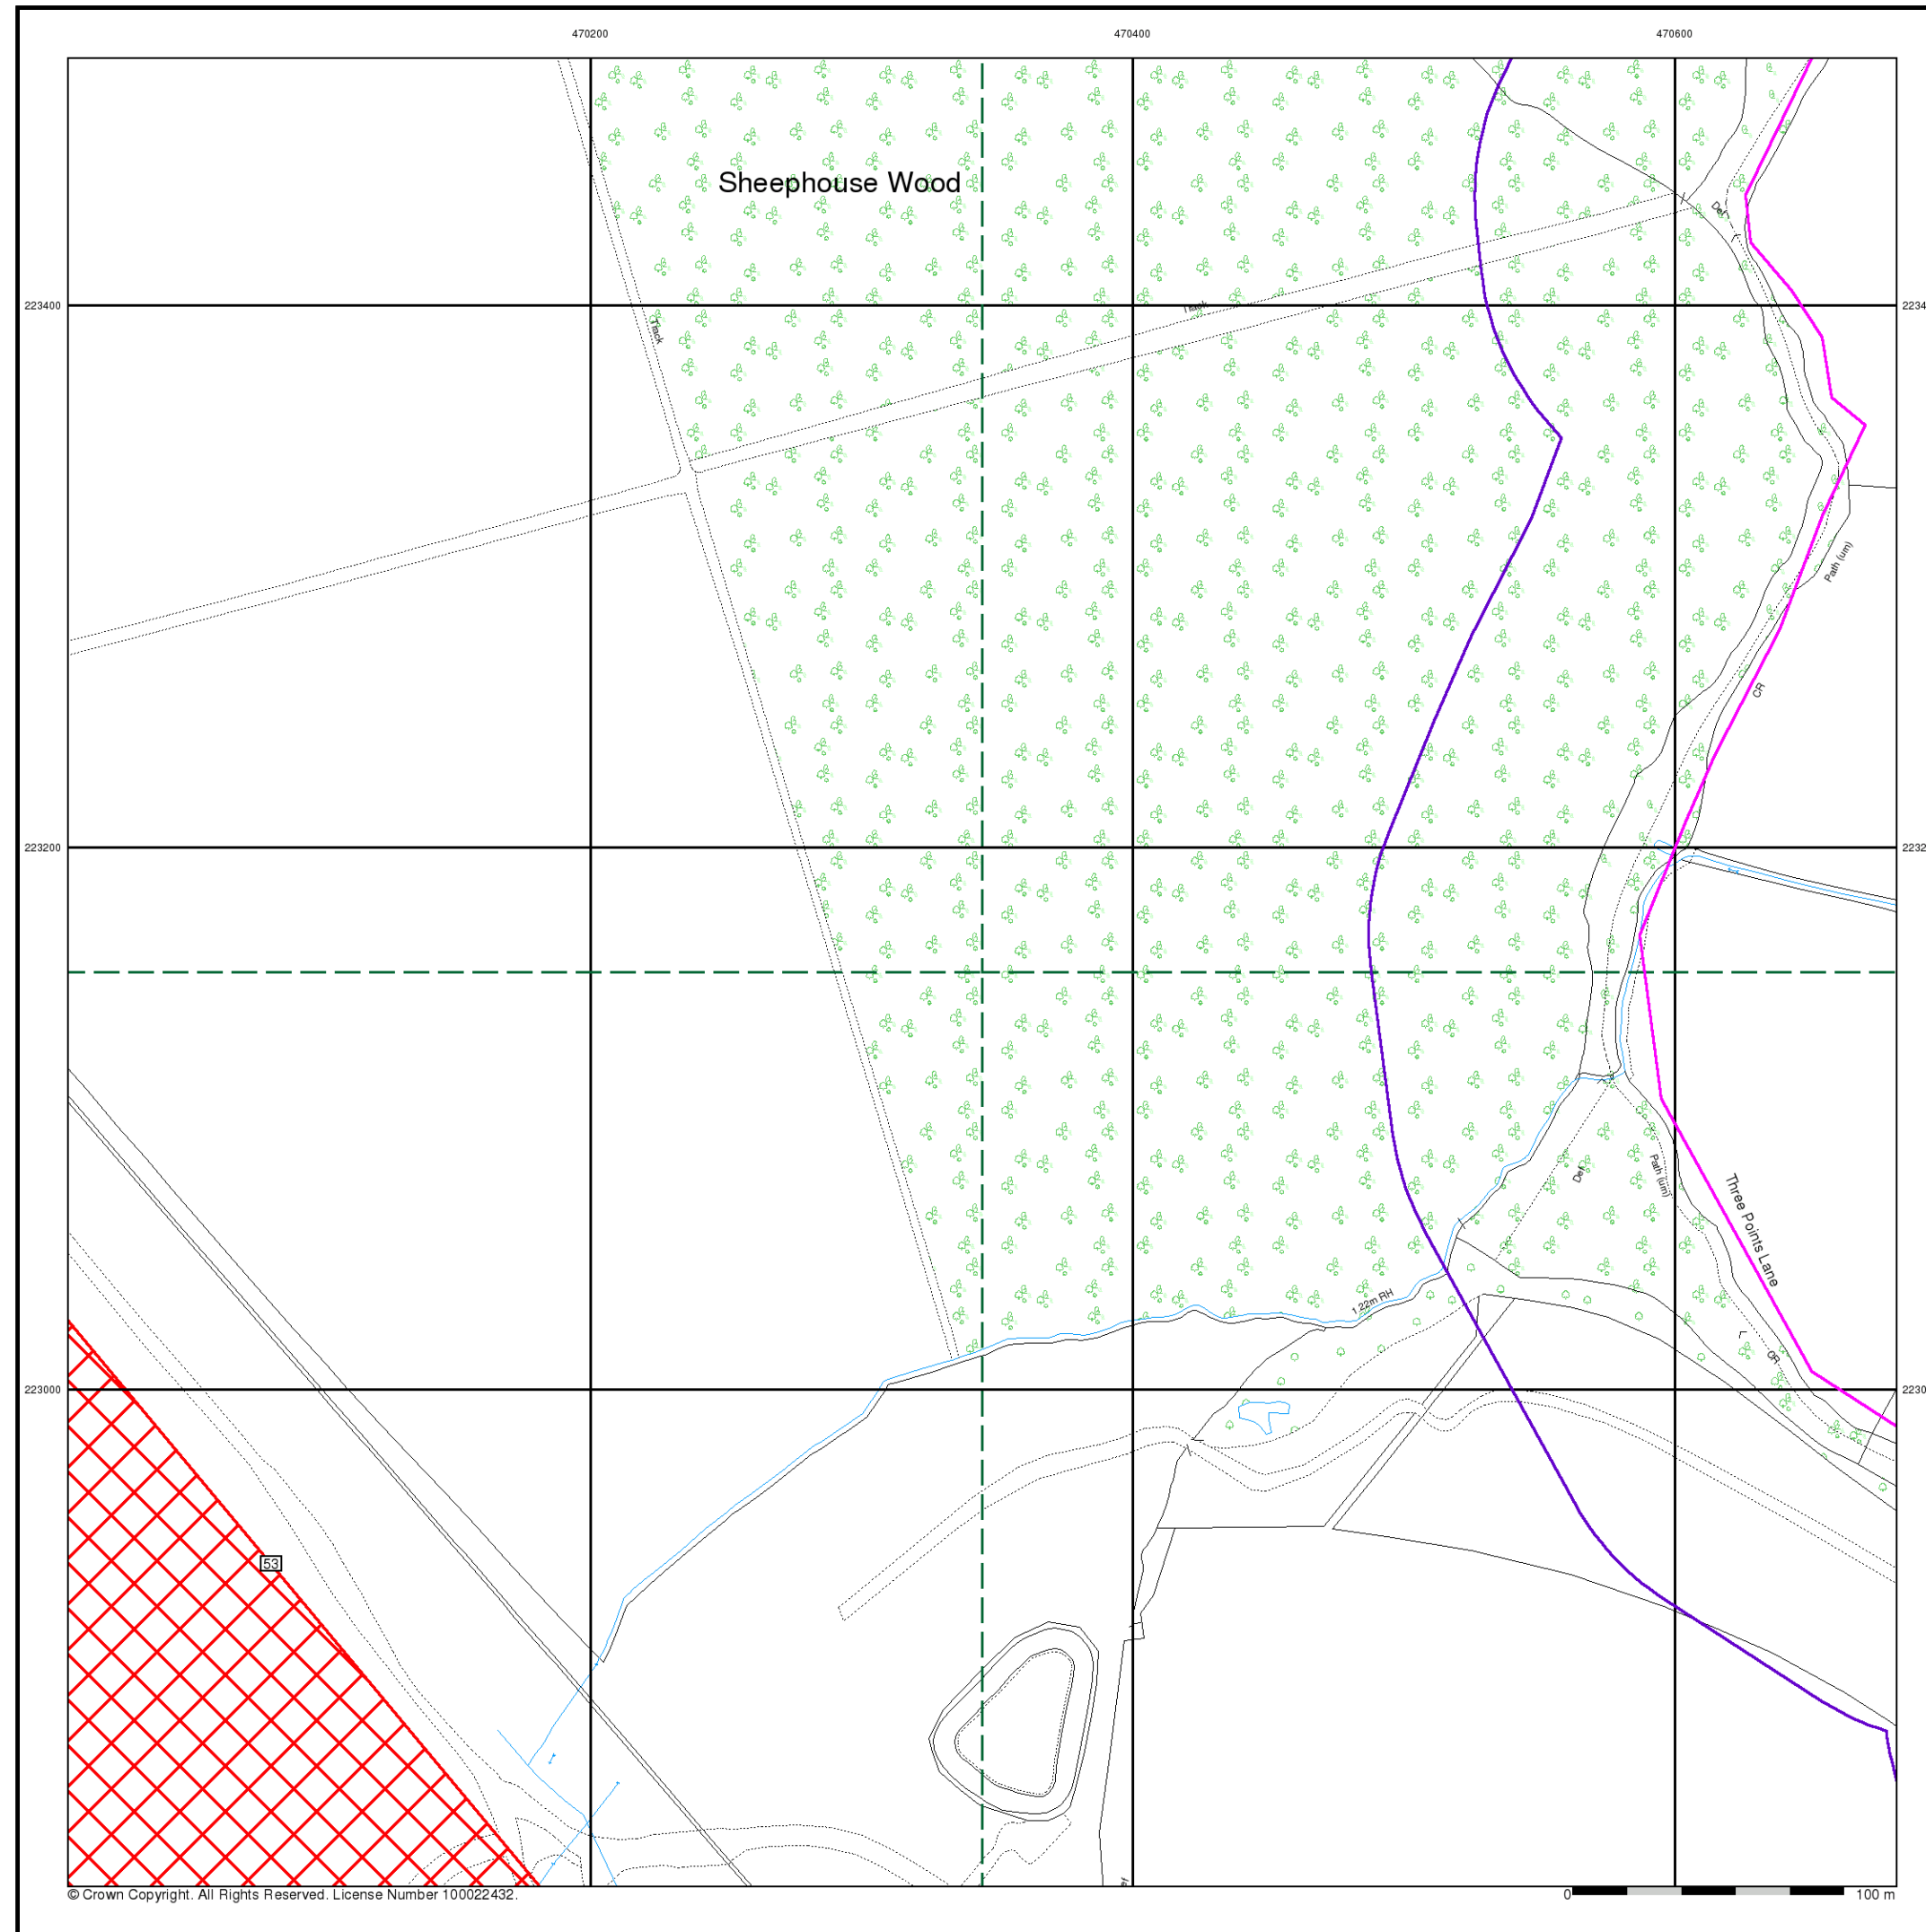 470200 470400 470600
Sheephouse Wood
Def
223400 2234
Track
Track
Path (um)
CR
223200 2232
Def
Path (um)
Three Points Lane
1.22m RH
CR
223000 2230
53
© Crown Copyright. All Rights Reserved. License Number 100022432.
0 100 m